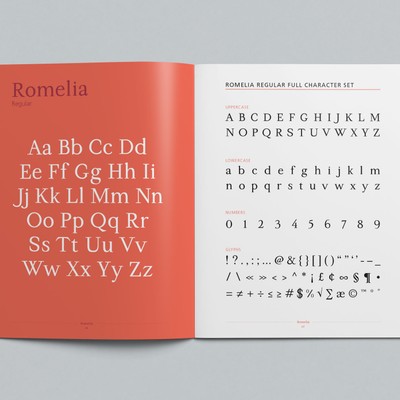 Romelia
Regular
Aa Bb Cc Dd
Ee Ff Gg Hh Ii
Jj Kk Ll Mm Nn
Oo Pp Qq Rr
Ss Tt Uu Vv
Ww Xx Yy Zz
ROMELIA REGULAR FULL CHARACTER SET
UPPERCASE
A B C D E F G H I J K L M
N O P Q R S T U V W X Y Z
LOWERCASE
a b c d e f g h i j k l m
n o p q r s t u v w x y z
NUMBERS
0 1 2 3 4 5 6 7 8 9
GLYPHS
! ? . , : ; … @ & ( ) { } [ ] ( ) “ ” ‘ ’ - – _
/ \ « » < > ^ * ¡ £ ¢ ∞ § ¶ •
= ≠ + ÷ ≤ ≥ # $ % √ ∑ æ © ™ ª º